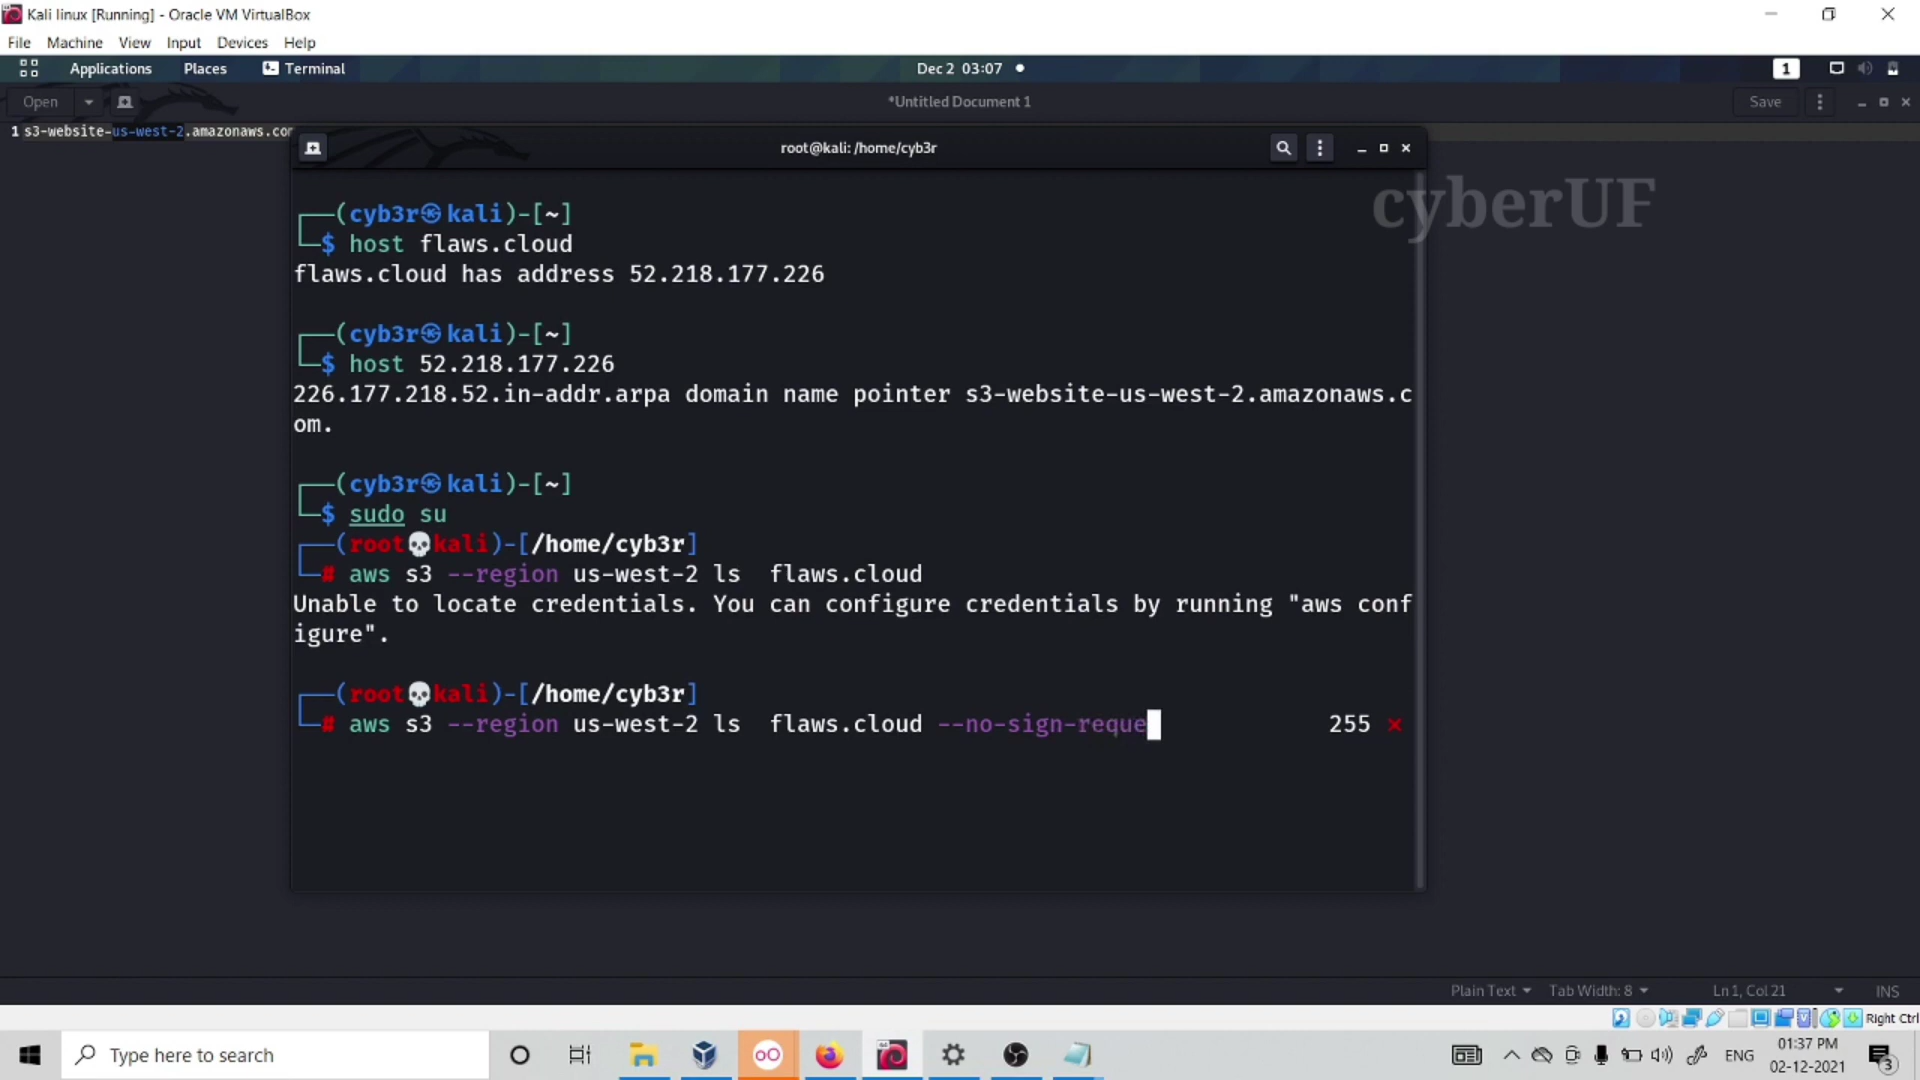 Kali linux [Running] - Oracle VM VirtualBox
File Machine View Input Devices Help
Applications Places Terminal Dec 2 03:07 1
Open *Untitled Document 1 Save
1 s3-website-us-west-2.amazonaws.com
root@kali: /home/cyb3r
cyberUF
(cyb3r㉿kali)-[~]
$ host flaws.cloud
flaws.cloud has address 52.218.177.226
(cyb3r㉿kali)-[~]
$ host 52.218.177.226
226.177.218.52.in-addr.arpa domain name pointer s3-website-us-west-2.amazonaws.c
om.
(cyb3r㉿kali)-[~]
$ sudo su
(root💀kali)-[/home/cyb3r]
# aws s3 --region us-west-2 ls  flaws.cloud
Unable to locate credentials. You can configure credentials by running "aws conf
igure".
(root💀kali)-[/home/cyb3r]
# aws s3 --region us-west-2 ls  flaws.cloud --no-sign-reque 255 ×
Plain Text Tab Width: 8 Ln 1, Col 21 INS
Right Ctrl
Type here to search ENG 01:37 PM
02-12-2021 3